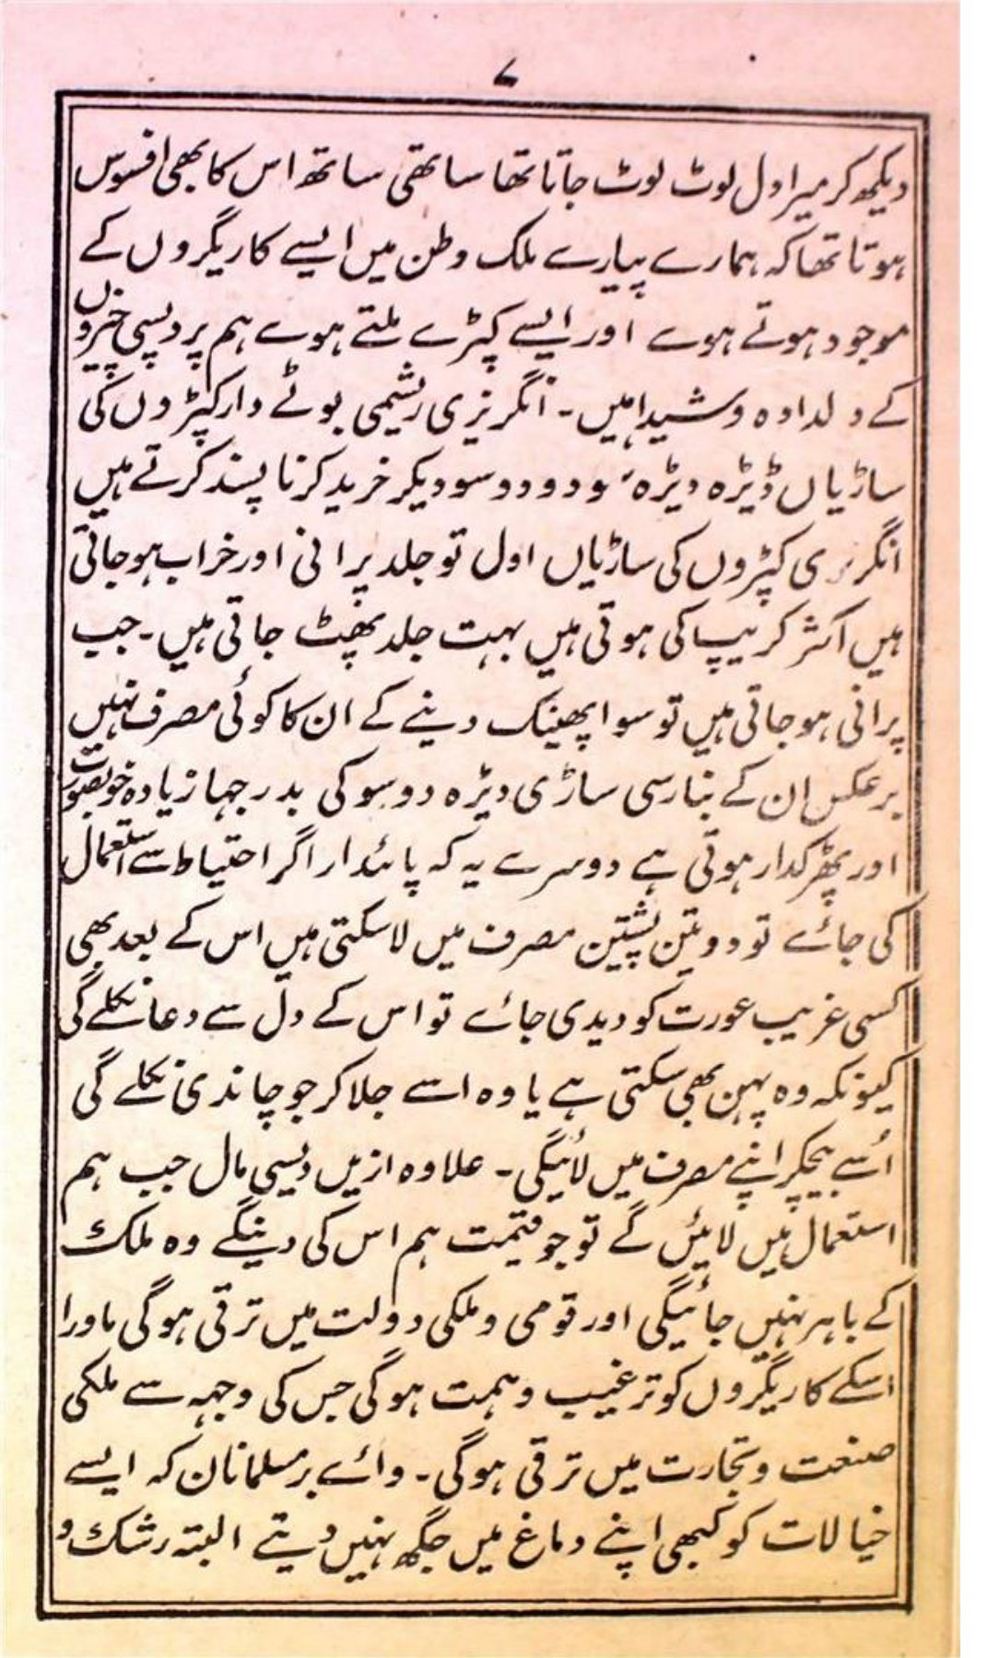 ۷
دیکھ کر میرا دل لوٹ لوٹ جاتا تھا ساتھی ساتھ اس کا بھی افسوس
ہوتا تھا کہ ہمارے پیارے ملک وطن میں ایسے کاریگروں کے
موجود ہوتے ہوے اور ایسے کپڑے ملتے ہوے ہم پردیسی چیزوں
کے دلدادہ و شیدا ہیں۔ انگریزی ریشمی بوٹے دار کپڑوں کی
ساڑیاں ڈیڑہ دیڑہ سو دو دو سو دیکر خرید کرنا پسند کرتے ہیں
انگریزی کپڑوں کی ساڑیاں اول تو جلد پرانی اور خراب ہو جاتی
ہیں اکثر کریپ کی ہوتی ہیں بہت جلد پھٹ جاتی ہیں۔ جب
پرانی ہو جاتی ہیں تو سوا پھینک دینے کے ان کا کوئی مصرف نہیں
برعکس ان کے بنارسی ساڑی دیڑہ دو سو کی بدرجہا زیادہ خوبصورت
اور بھڑکدار ہوتی ہے دوسرے یہ کہ پائدار اگر احتیاط سے استعمال
کی جائے تو دو تین پشتین مصرف میں لا سکتی ہیں اس کے بعد بھی
کسی غریب عورت کو دیدی جائے تو اس کے دل سے دعا نکلے گی
کیونکہ وہ پہن بھی سکتی ہے یا وہ اسے جلا کر جو چاندی نکلے گی
اُسے بیچکر اپنے مصرف میں لائیگی۔ علاوہ ازیں دیسی مال جب ہم
استعمال میں لائیں گے تو جو قیمت ہم اس کی دینگے وہ ملک
کے باہر نہیں جائیگی اور قومی و ملکی دولت میں ترقی ہوگی ماورا
اسکے کاریگروں کو ترغیب و ہمت ہوگی جس کی وجہہ سے ملکی
صنعت و تجارت میں ترقی ہوگی۔ وائے بر مسلمانان کہ ایسے
خیالات کو کبھی اپنے دماغ میں جگہ نہیں دیتے البتہ رشک و